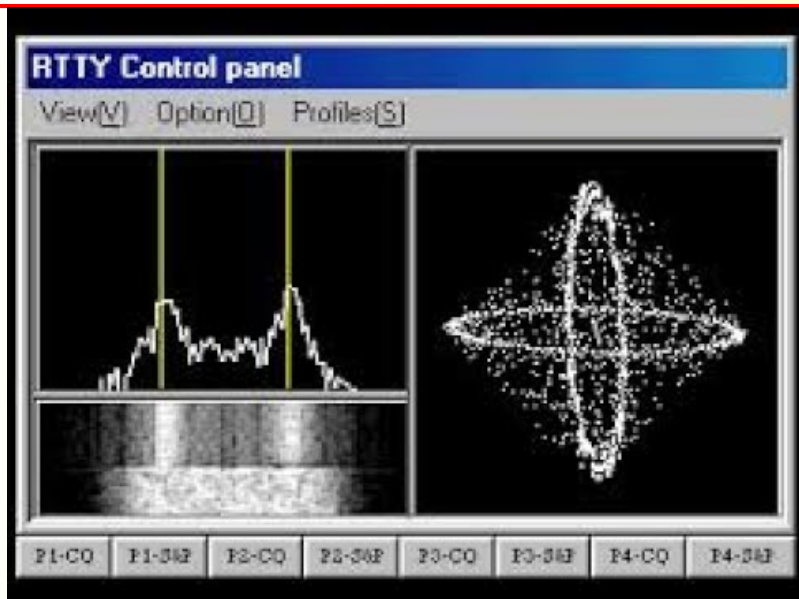 RTTY Control panel
View(V) Option(O) Profiles(S)
P1-CQ P1-S&P P2-CQ P2-S&P P3-CQ P3-S&P P4-CQ P4-S&P